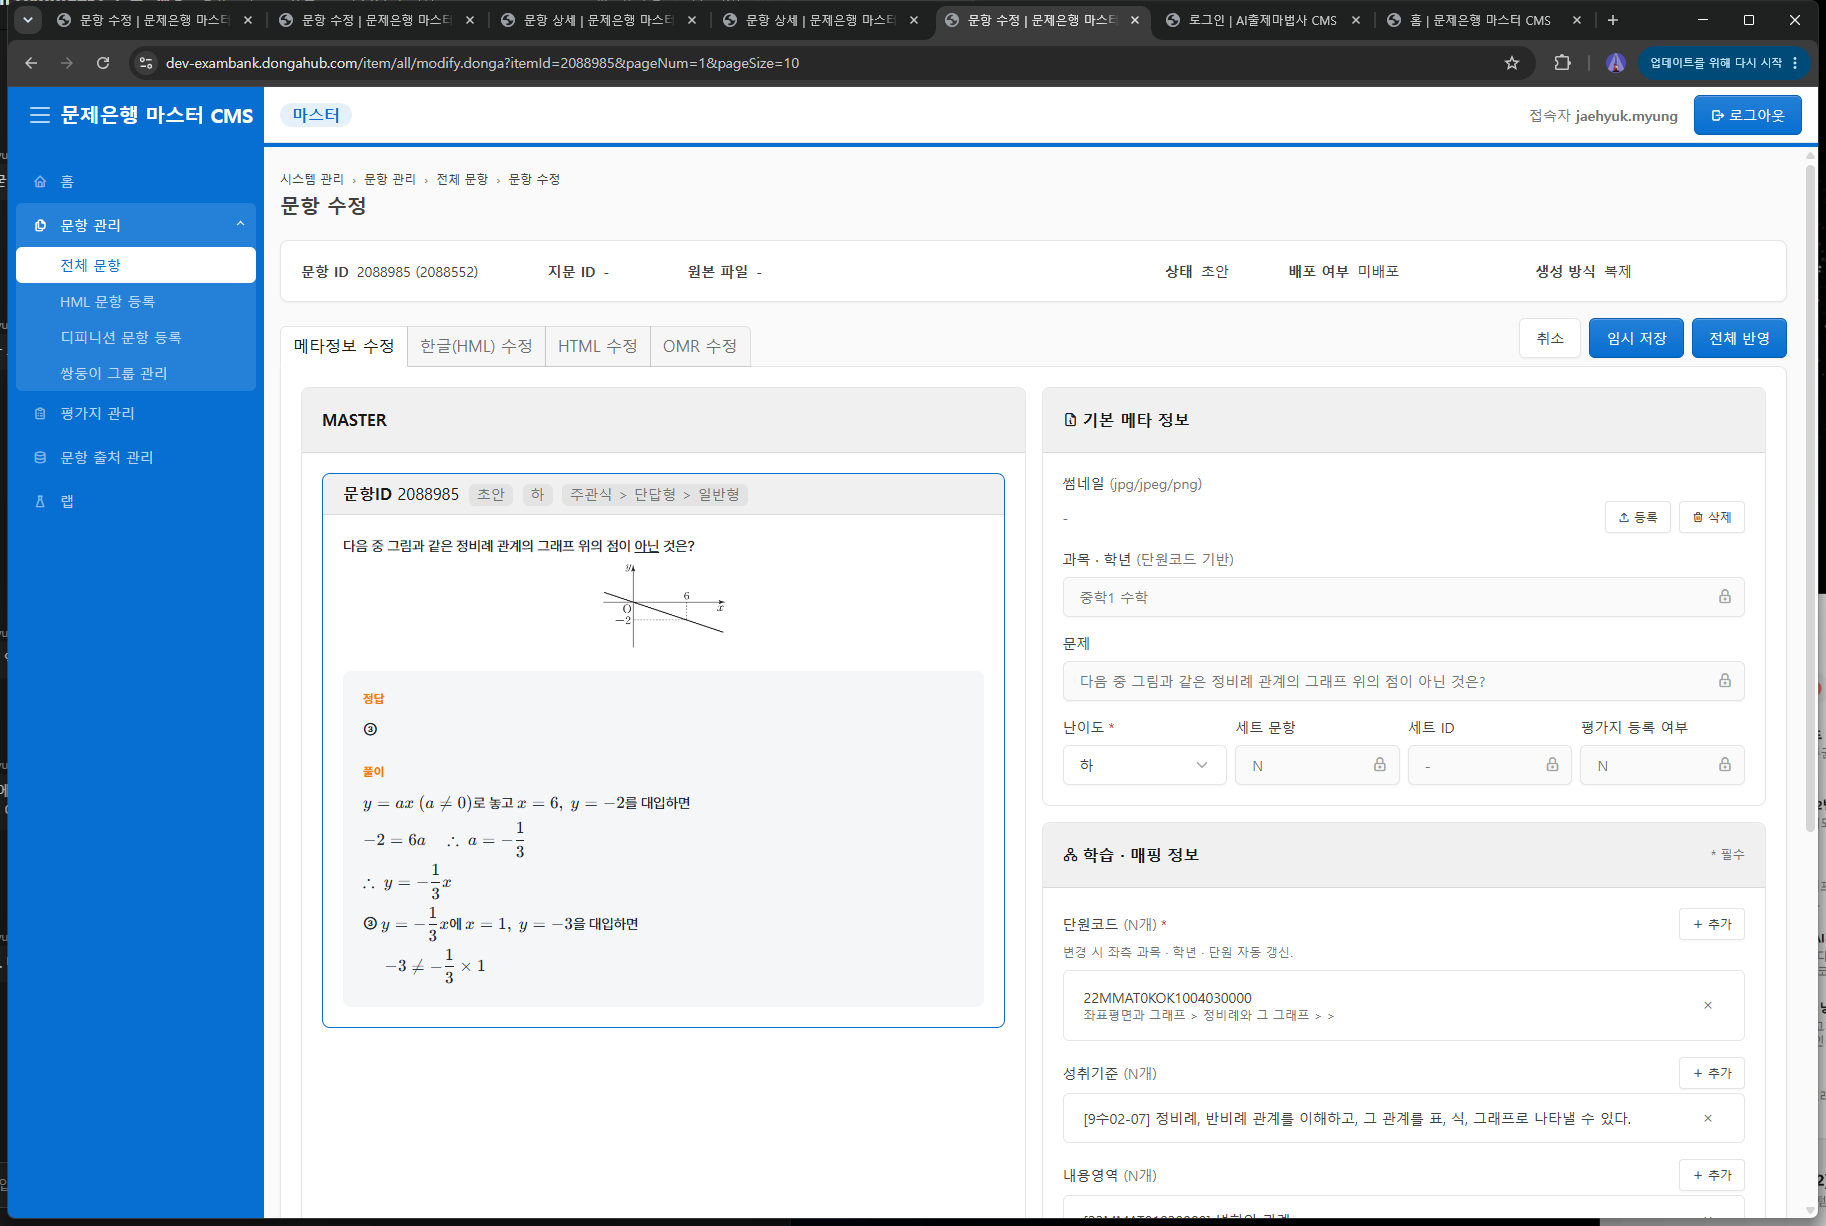 문항 수정 | 문제은행 마스터
문항 수정 | 문제은행 마스터
문항 상세 | 문제은행 마스터
문항 상세 | 문제은행 마스터
문항 수정 | 문제은행 마스터
로그인 | AI출제마법사 CMS
홈 | 문제은행 마스터 CMS
dev-exambank.dongahub.com/item/all/modify.donga?itemId=2088985&pageNum=1&pageSize=10
업데이트를 위해 다시 시작
문제은행 마스터 CMS
마스터
접속자 jaehyuk.myung
로그아웃
홈
문항 관리
전체 문항
HML 문항 등록
디피니션 문항 등록
쌍둥이 그룹 관리
평가지 관리
문항 출처 관리
랩
시스템 관리 › 문항 관리 › 전체 문항 › 문항 수정
문항 수정
문항 ID 2088985 (2088552)
지문 ID -
원본 파일 -
상태 초안
배포 여부 미배포
생성 방식 복제
메타정보 수정
한글(HML) 수정
HTML 수정
OMR 수정
취소
임시 저장
전체 반영
MASTER
문항ID 2088985 초안 하 주관식 > 단답형 > 일반형
다음 중 그림과 같은 정비례 관계의 그래프 위의 점이 아닌 것은?
y
6
O
x
−2
정답
③
풀이
y = ax (a ≠ 0)로 놓고 x = 6, y = −2를 대입하면
−2 = 6a ∴ a = −1/3
∴ y = −1/3x
③ y = −1/3x에 x = 1, y = −3을 대입하면
−3 ≠ −1/3 × 1
기본 메타 정보
썸네일 (jpg/jpeg/png)
-
등록
삭제
과목 · 학년 (단원코드 기반)
중학1 수학
문제
다음 중 그림과 같은 정비례 관계의 그래프 위의 점이 아닌 것은?
난이도 *
세트 문항
세트 ID
평가지 등록 여부
하
N
-
N
학습 · 매핑 정보
* 필수
단원코드 (N개) *
+ 추가
변경 시 좌측 과목 · 학년 · 단원 자동 갱신.
22MMAT0KOK1004030000
좌표평면과 그래프 > 정비례와 그 그래프 > >
×
성취기준 (N개)
+ 추가
[9수02-07] 정비례, 반비례 관계를 이해하고, 그 관계를 표, 식, 그래프로 나타낼 수 있다.
×
내용영역 (N개)
+ 추가